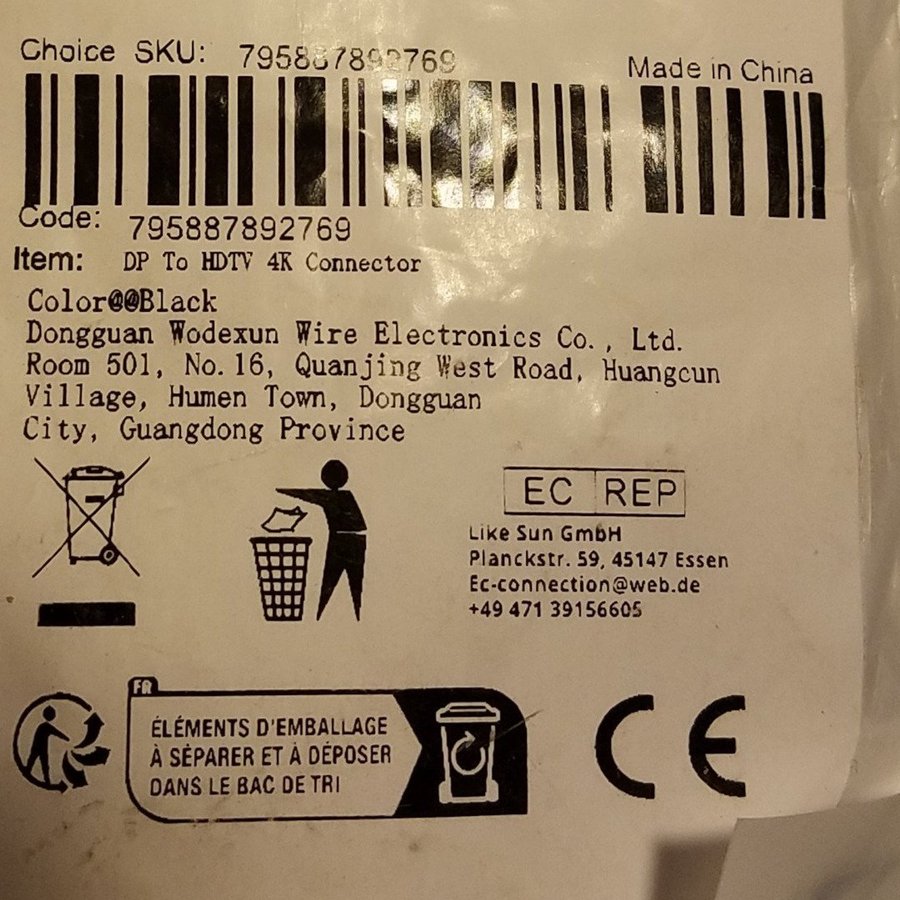 Choice SKU: 795887892769
Made in China
Code: 795887892769
Item: DP To HDTV 4K Connector
Color@@Black
Dongguan Wodexun Wire Electronics Co., Ltd.
Room 501, No.16, Quanjing West Road, Huangcun
Village, Humen Town, Dongguan
City, Guangdong Province
EC REP
Like Sun GmbH
Planckstr. 59, 45147 Essen
Ec-connection@web.de
+49 471 39156605
FR
ÉLÉMENTS D'EMBALLAGE
À SÉPARER ET À DÉPOSER
DANS LE BAC DE TRI
CE